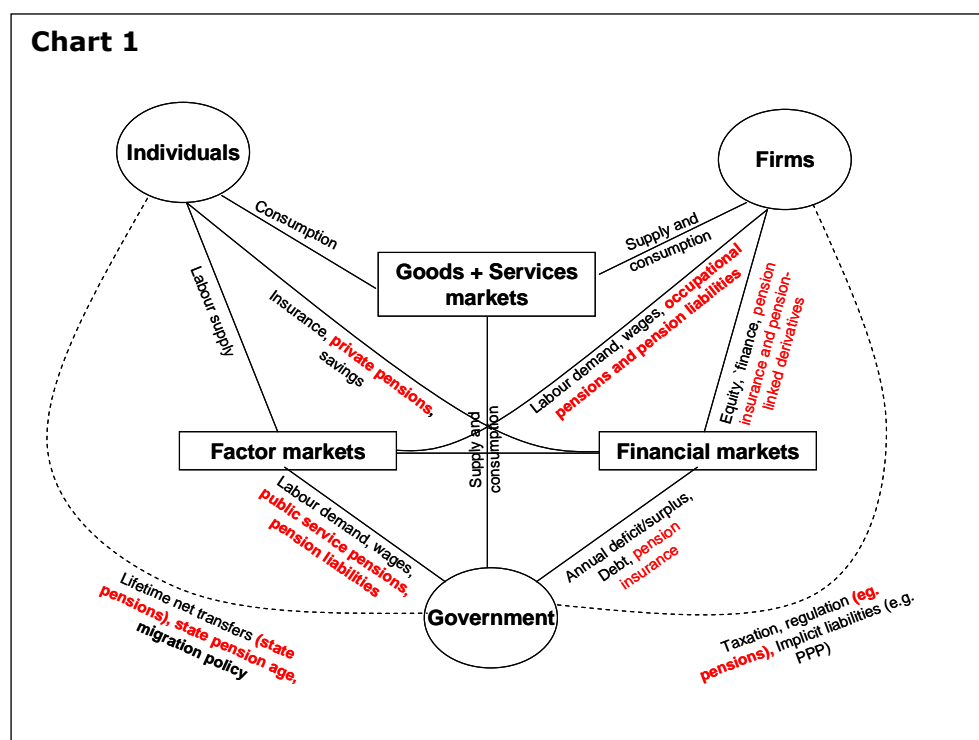 Chart 1
Individuals
Firms
Consumption
Supply and
consumption
Goods + Services
markets
Labour supply
Insurance, private pensions,
savings
Labour demand, wages, occupational
pensions and pension liabilities
Equity, `finance, pension
insurance and pension-
linked derivatives
Factor markets
Supply and
consumption
Financial markets
Labour demand, wages,
public service pensions,
pension liabilities
Annual deficit/surplus,
Debt, pension
insurance
Government
Lifetime net transfers (state
pensions), state pension age,
migration policy
Taxation, regulation (eg.
pensions), Implicit liabilities (e.g.
PPP)